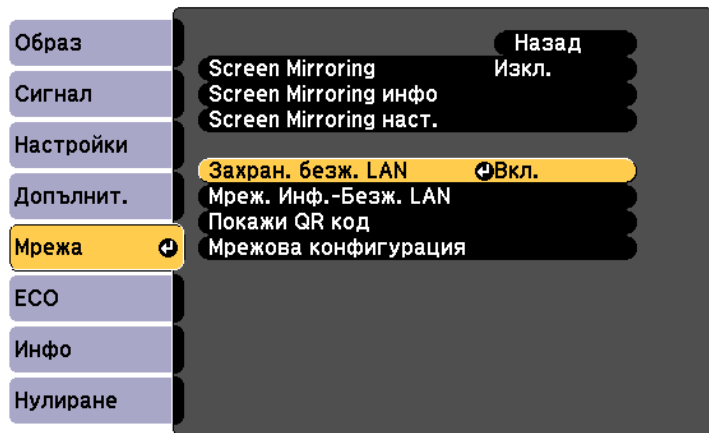 Образ
Сигнал
Настройки
Допълнит.
Мрежа
ECO
Инфо
Нулиране
Назад
Screen Mirroring Изкл.
Screen Mirroring инфо
Screen Mirroring наст.
Захран. безж. LAN Вкл.
Мреж. Инф.-Безж. LAN
Покажи QR код
Мрежова конфигурация